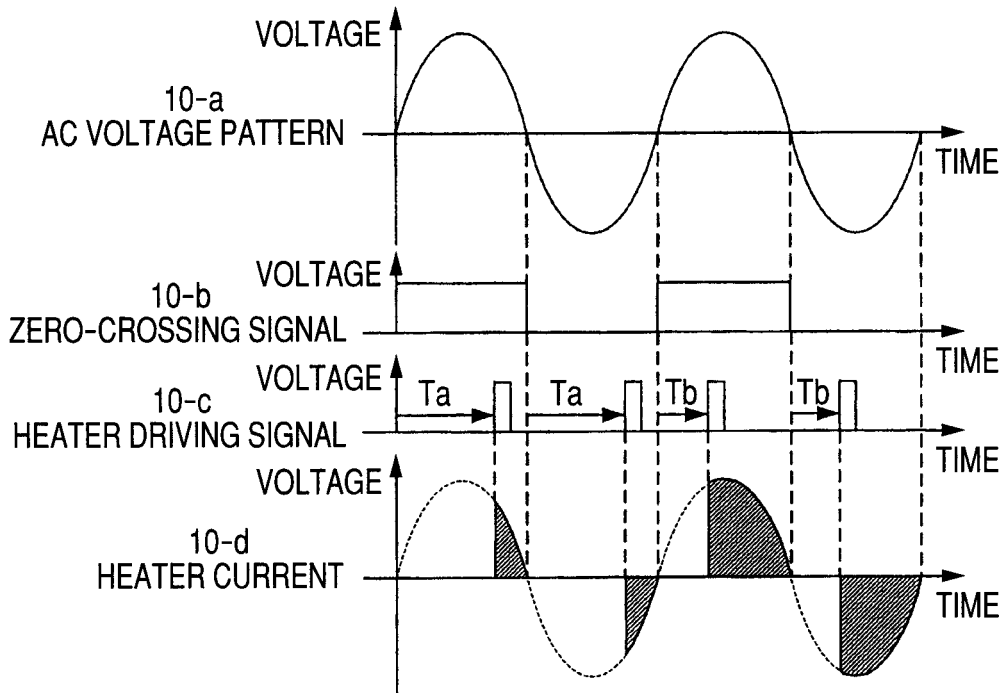 VOLTAGE
10-a
AC VOLTAGE PATTERN
TIME
VOLTAGE
10-b
ZERO-CROSSING SIGNAL
TIME
VOLTAGE
Ta
Ta
Tb
Tb
10-c
HEATER DRIVING SIGNAL
TIME
VOLTAGE
10-d
HEATER CURRENT
TIME